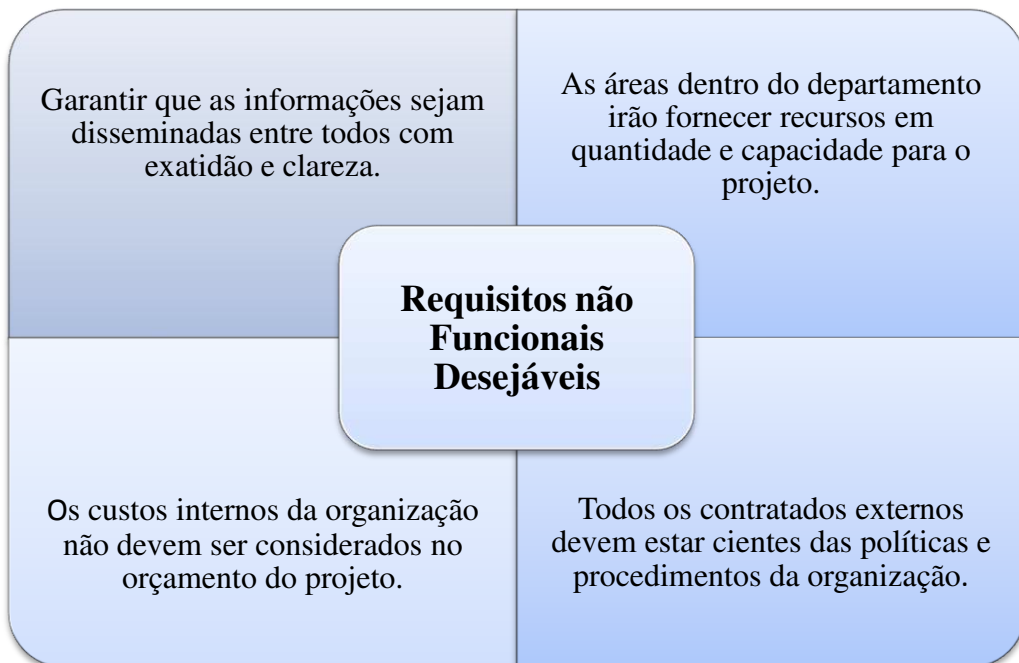 Garantir que as informações sejam
disseminadas entre todos com
exatidão e clareza.
As áreas dentro do departamento
irão fornecer recursos em
quantidade e capacidade para o
projeto.
Requisitos não
Funcionais
Desejáveis
Os custos internos da organização
não devem ser considerados no
orçamento do projeto.
Todos os contratados externos
devem estar cientes das políticas e
procedimentos da organização.